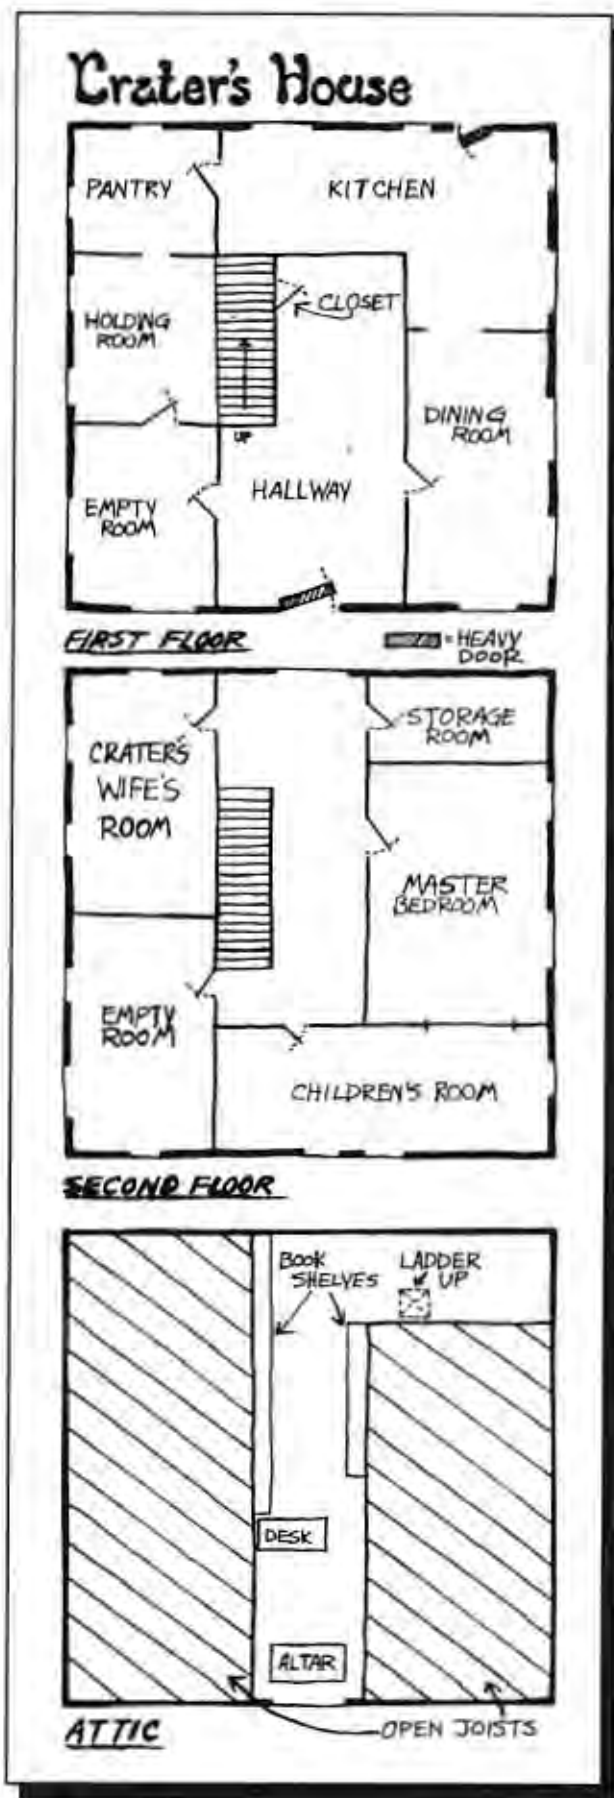 Crater's House
PANTRY
KITCHEN
CLOSET
HOLDING
ROOM
DINING
ROOM
UP
HALLWAY
EMPTY
ROOM
FIRST FLOOR
= HEAVY
DOOR
STORAGE
ROOM
CRATER'S
WIFE'S
ROOM
MASTER
BEDROOM
EMPTY
ROOM
CHILDREN'S ROOM
SECOND FLOOR
BOOK
SHELVES
LADDER
UP
DESK
ALTAR
ATTIC
OPEN JOISTS